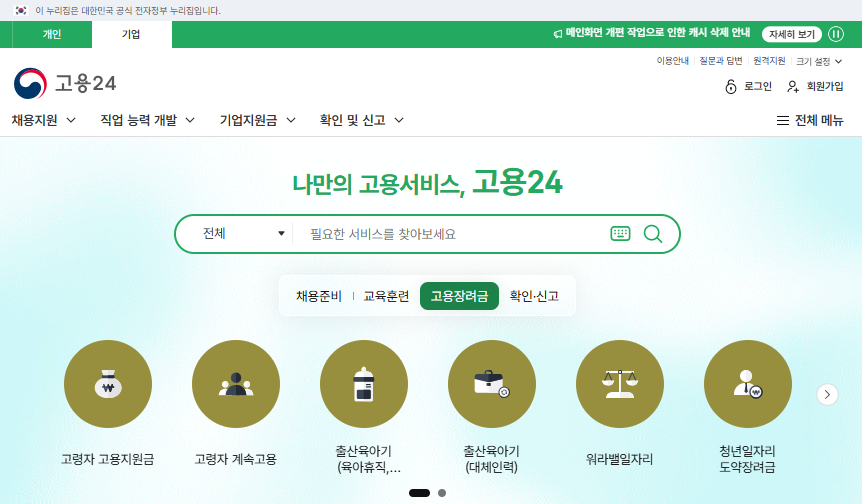 이 누리집은 대한민국 공식 전자정부 누리집입니다.
개인 기업 메인화면 개편 작업으로 인한 캐시 삭제 안내 자세히 보기
이용안내 질문과 답변 원격지원 크기 설정
고용24 로그인 회원가입
채용지원 직업 능력 개발 기업지원금 확인 및 신고 전체 메뉴
나만의 고용서비스, 고용24
전체 필요한 서비스를 찾아보세요
채용준비 교육훈련 고용장려금 확인·신고
고령자 고용지원금
고령자 계속고용
출산육아기
(육아휴직,...
출산육아기
(대체인력)
워라밸일자리
청년일자리
도약장려금